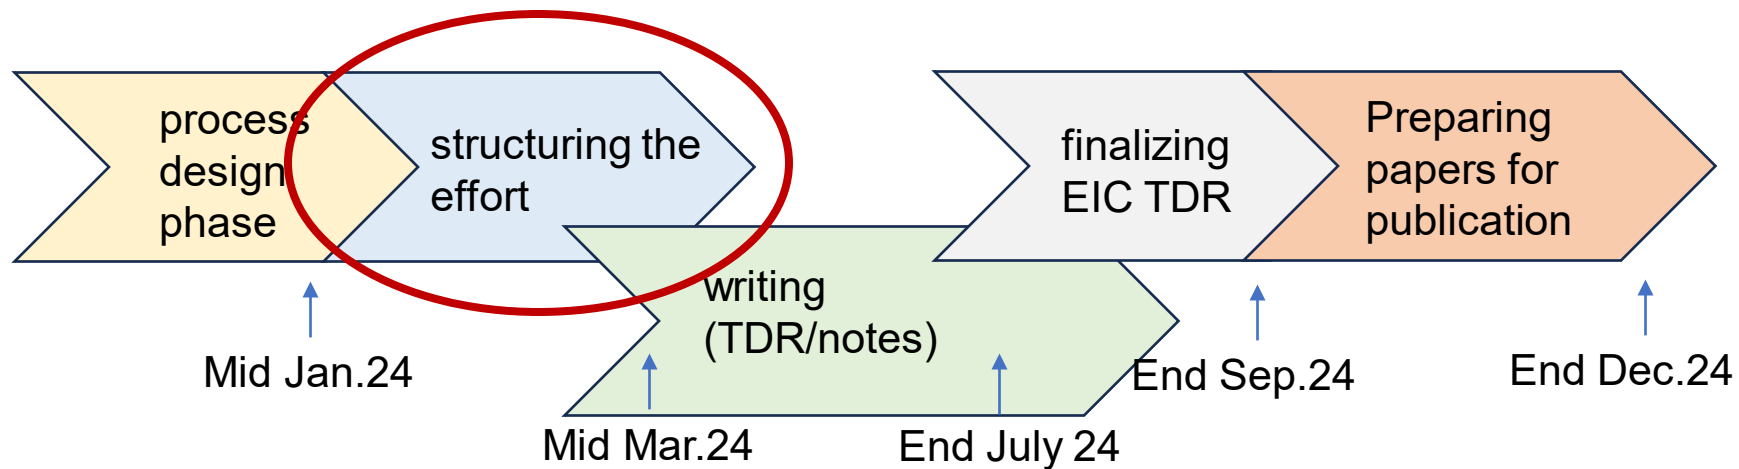 process
design
phase
structuring the
effort
writing
(TDR/notes)
finalizing
EIC TDR
Preparing
papers for
publication
Mid Jan.24
Mid Mar.24
End July 24
End Sep.24
End Dec.24